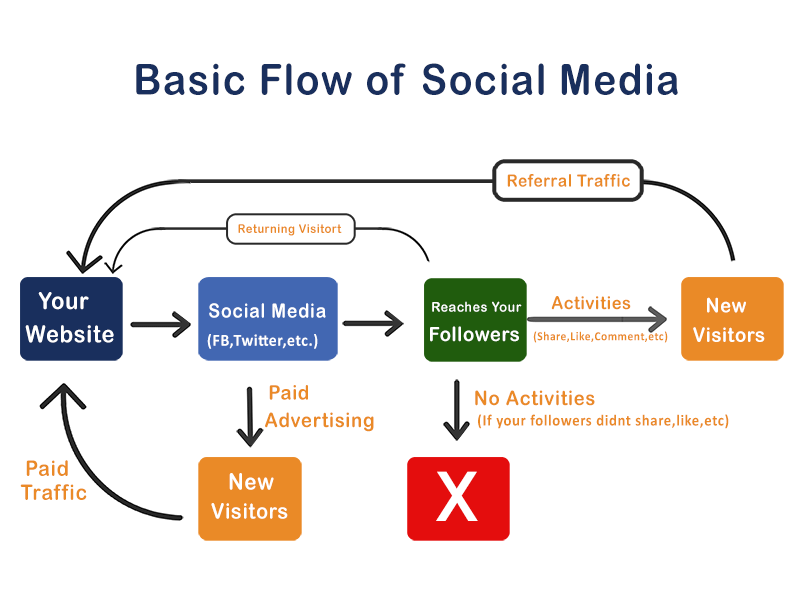 Basic Flow of Social Media
Referral Traffic
Returning Visitort
Your
Website
Social Media
(FB,Twitter,etc.)
Reaches Your
Followers
Activities
(Share,Like,Comment,etc)
New
Visitors
Paid
Advertising
No Activities
(If your followers didnt share,like,etc)
Paid
Traffic
New
Visitors
X